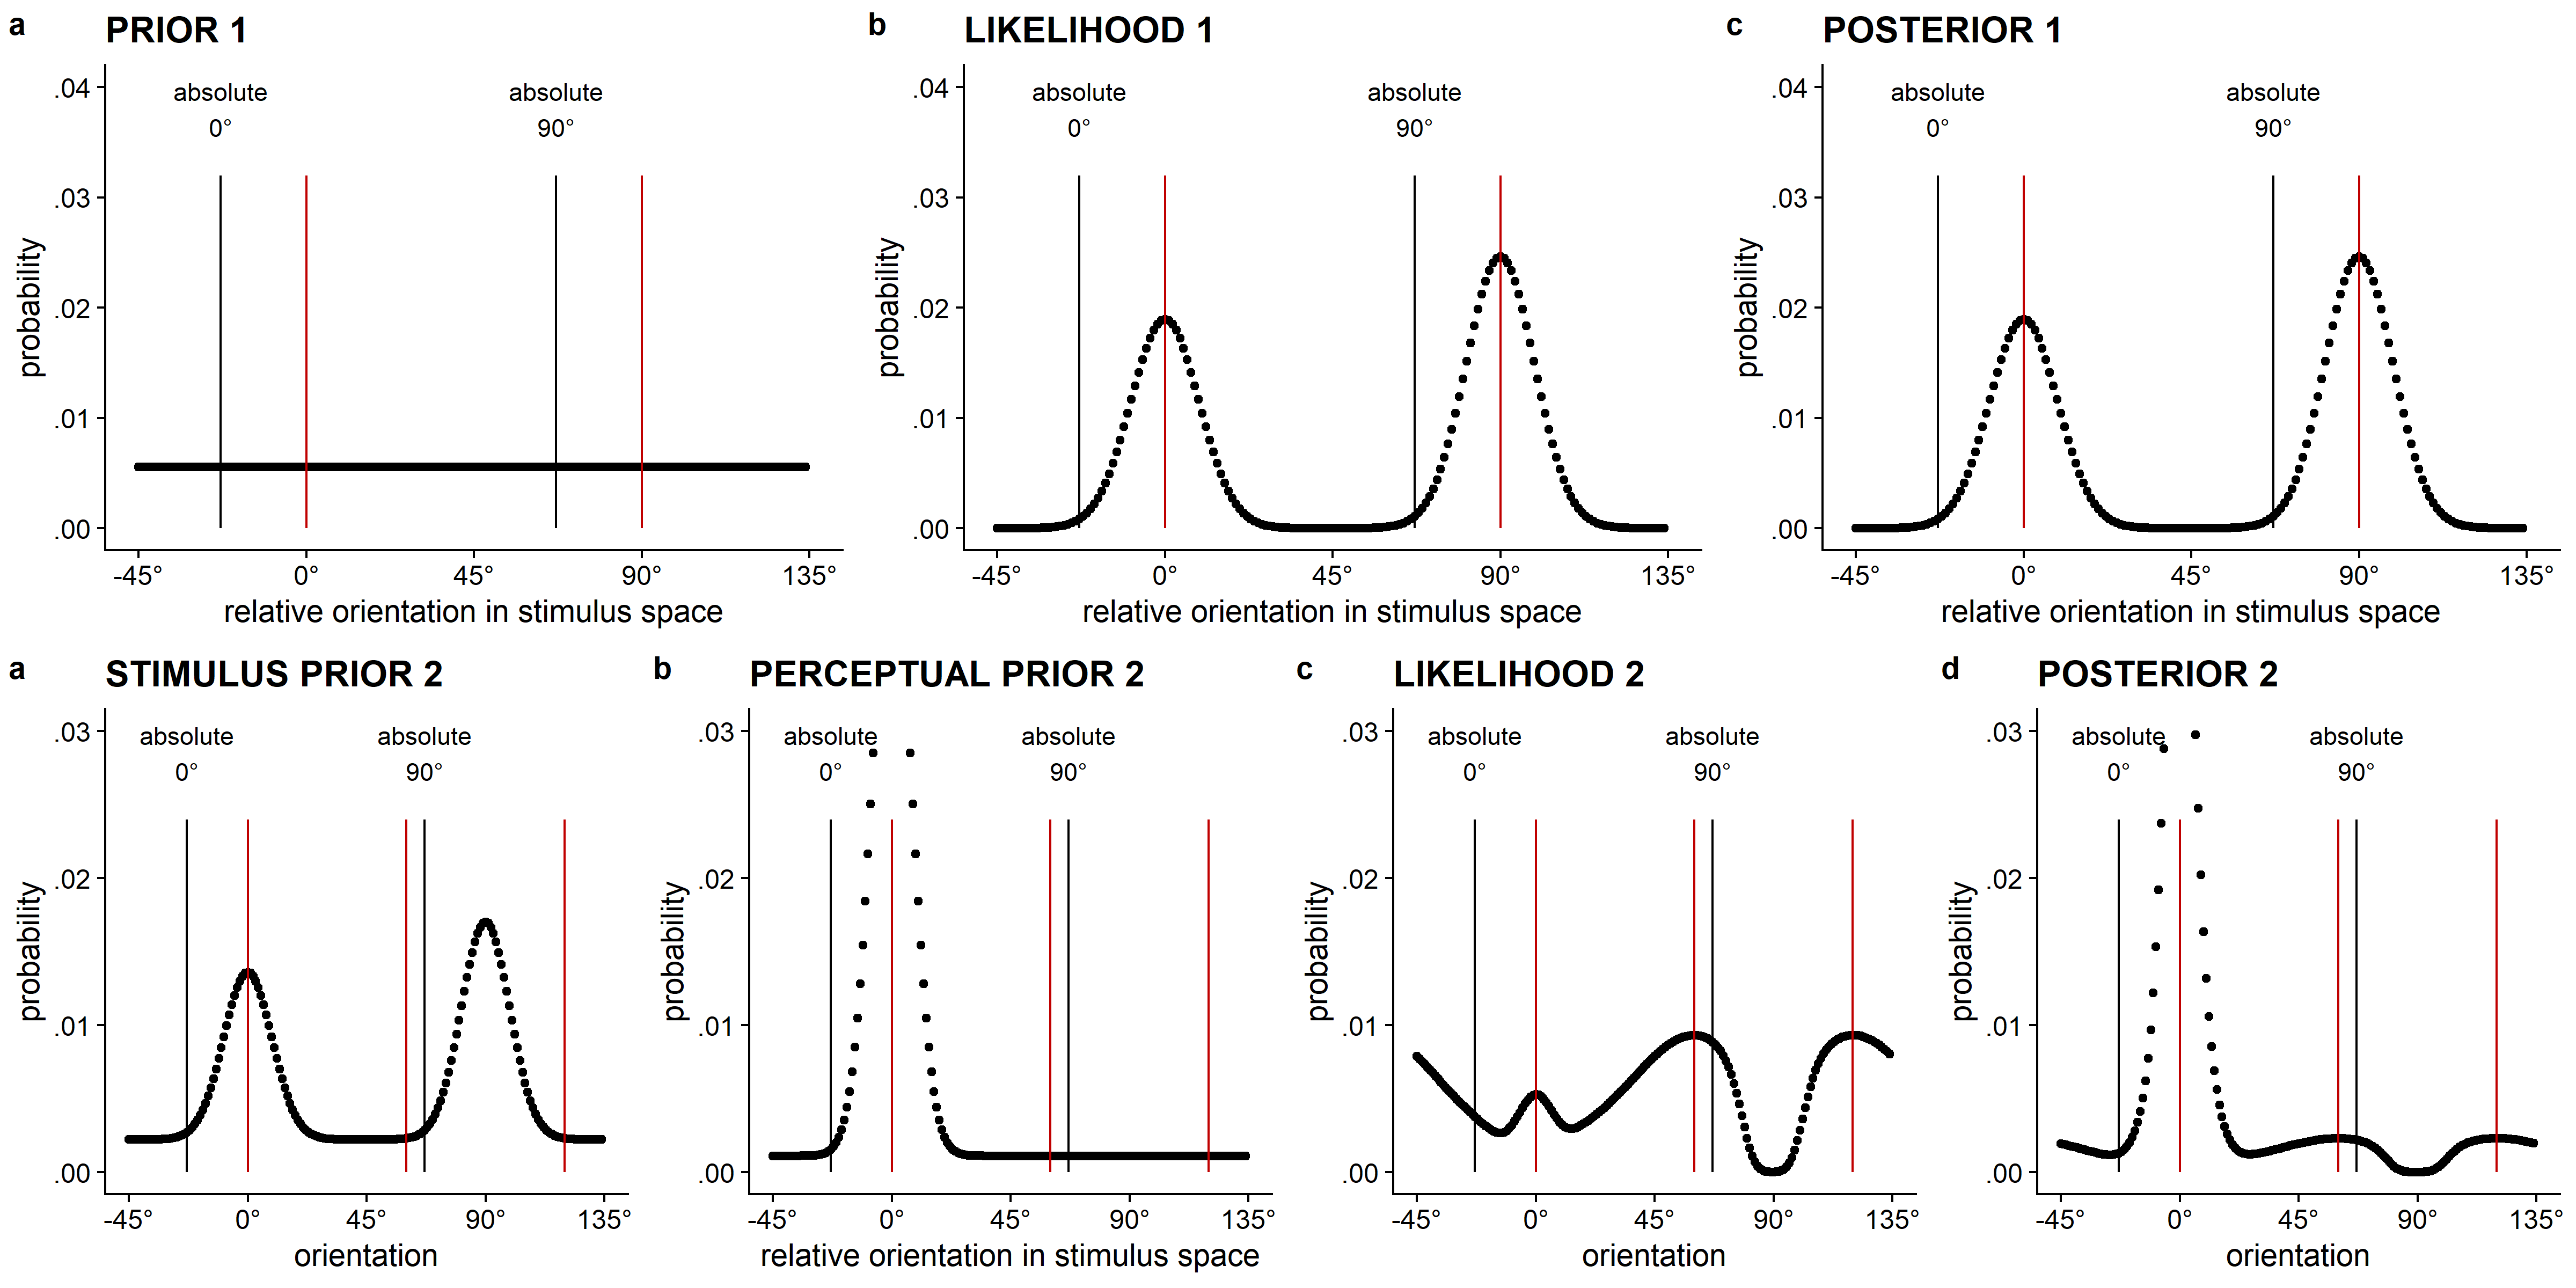 a PRIOR 1
.04
.03
.02
.01
.00
absolute absolute
0° 90°
probability
-45° 0° 45° 90° 135°
relative orientation in stimulus space
b LIKELIHOOD 1
.04
.03
.02
.01
.00
absolute absolute
0° 90°
probability
-45° 0° 45° 90° 135°
relative orientation in stimulus space
c POSTERIOR 1
.04
.03
.02
.01
.00
absolute absolute
0° 90°
probability
-45° 0° 45° 90° 135°
relative orientation in stimulus space
a STIMULUS PRIOR 2
.03
.02
.01
.00
absolute absolute
0° 90°
probability
-45° 0° 45° 90° 135°
orientation
b PERCEPTUAL PRIOR 2
.03
.02
.01
.00
absolute absolute
0° 90°
probability
-45° 0° 45° 90° 135°
relative orientation in stimulus space
c LIKELIHOOD 2
.03
.02
.01
.00
absolute absolute
0° 90°
probability
-45° 0° 45° 90° 135°
orientation
d POSTERIOR 2
.03
.02
.01
.00
absolute absolute
0° 90°
probability
-45° 0° 45° 90° 135°
orientation